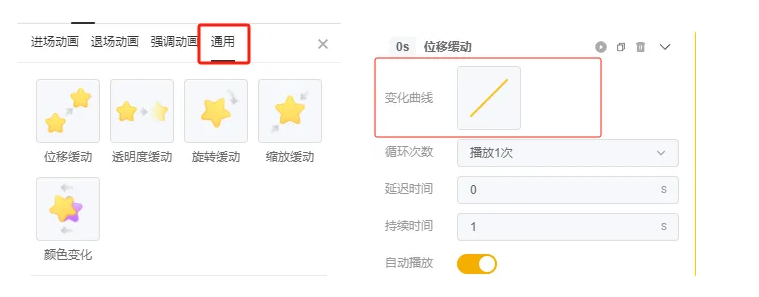 进场动画 退场动画 强调动画 通用
位移缓动 透明度缓动 旋转缓动 缩放缓动
颜色变化
0s 位移缓动
变化曲线
循环次数 播放1次
延迟时间 0 s
持续时间 1 s
自动播放